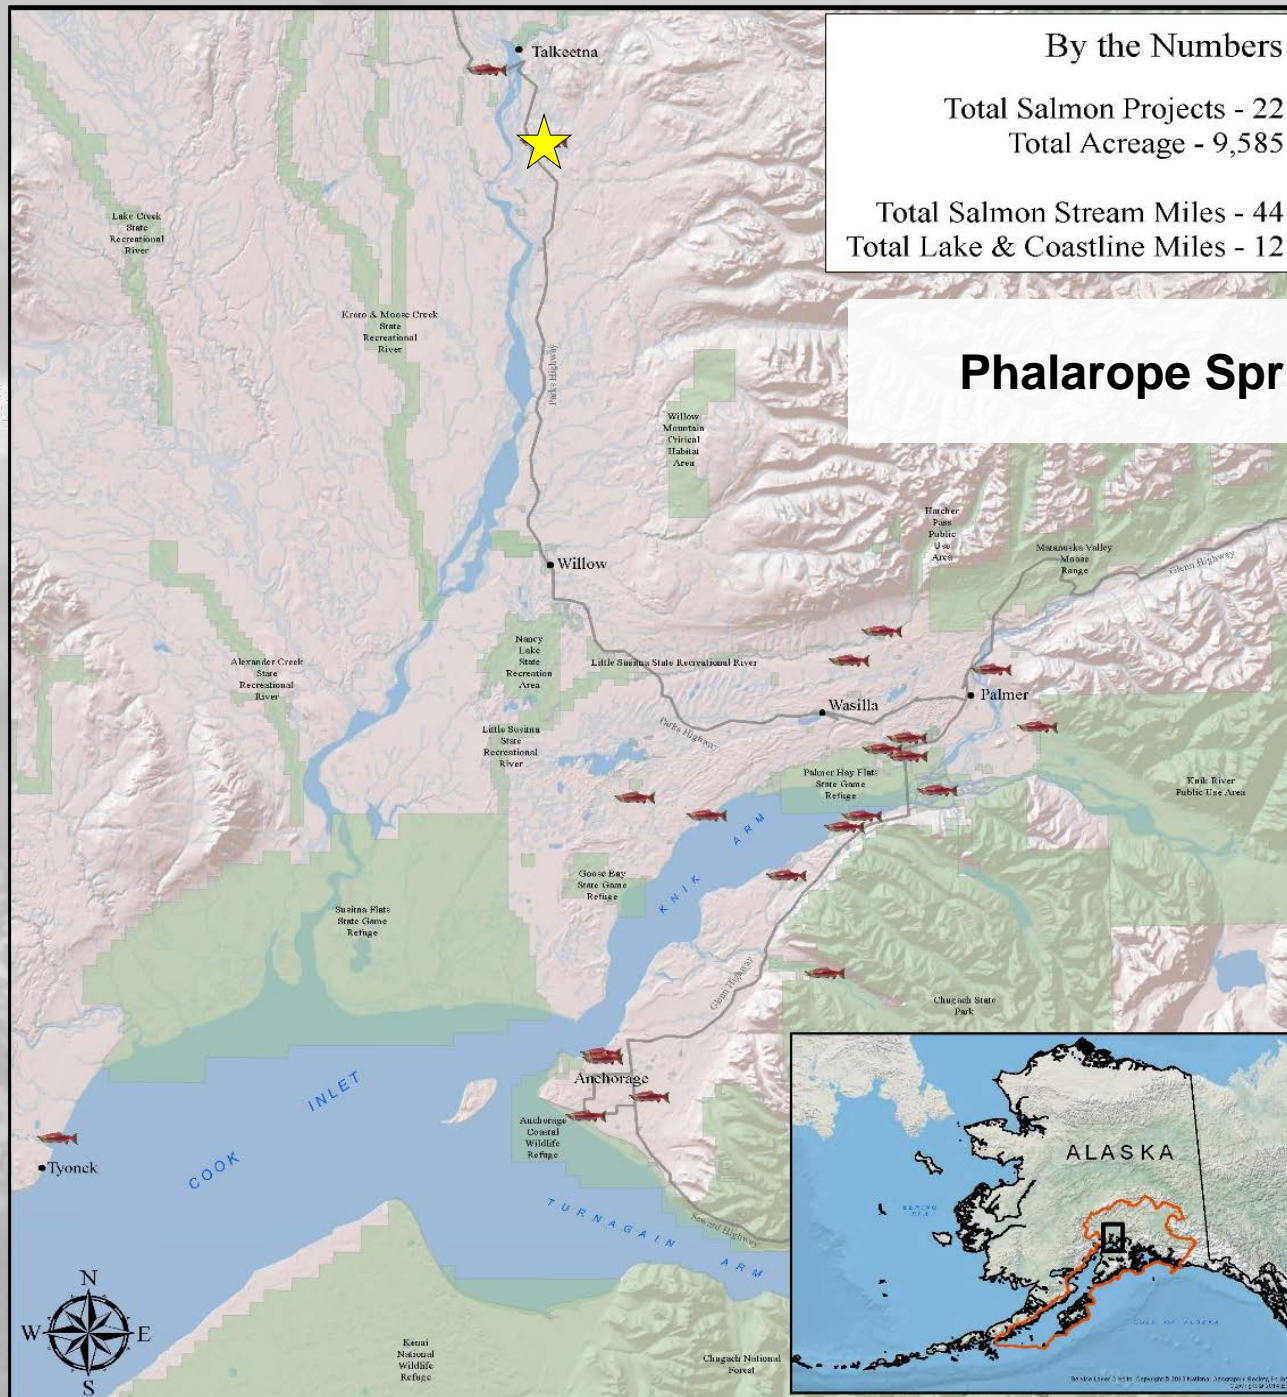 Talkeetna
By the Numbers
Total Salmon Projects - 22
Total Acreage - 9,585
Total Salmon Stream Miles - 44
Total Lake & Coastline Miles - 12
Phalarope Spr
Lake Creek
State
Recreational
River
Kroto & Moose Creek
State
Recreational
River
Parks Highway
Willow
Mountain
Critical
Habitat
Area
Hatcher
Pass
Public
Use
Area
Matanuska Valley
Moose
Range
Glenn Highway
Willow
Nancy
Lake
State
Recreation
Area
Little Susitna State Recreational River
Alexander Creek
State
Recreational
River
Palmer
Wasilla
Parks Highway
Little Susitna
State
Recreational
River
Palmer Hay Flats
State Game
Refuge
Knik River
Public Use Area
KNIK ARM
Goose Bay
State Game
Refuge
Susitna Flats
State Game
Refuge
Glenn Highway
Chugach State
Park
Anchorage
COOK INLET
Anchorage
Coastal
Wildlife
Refuge
Tyonek
TURNAGAIN ARM
Seward Highway
Kenai
National
Wildlife
Refuge
Chugach National
Forest
N
W E
S
ALASKA
BERING
SEA
GULF OF ALASKA